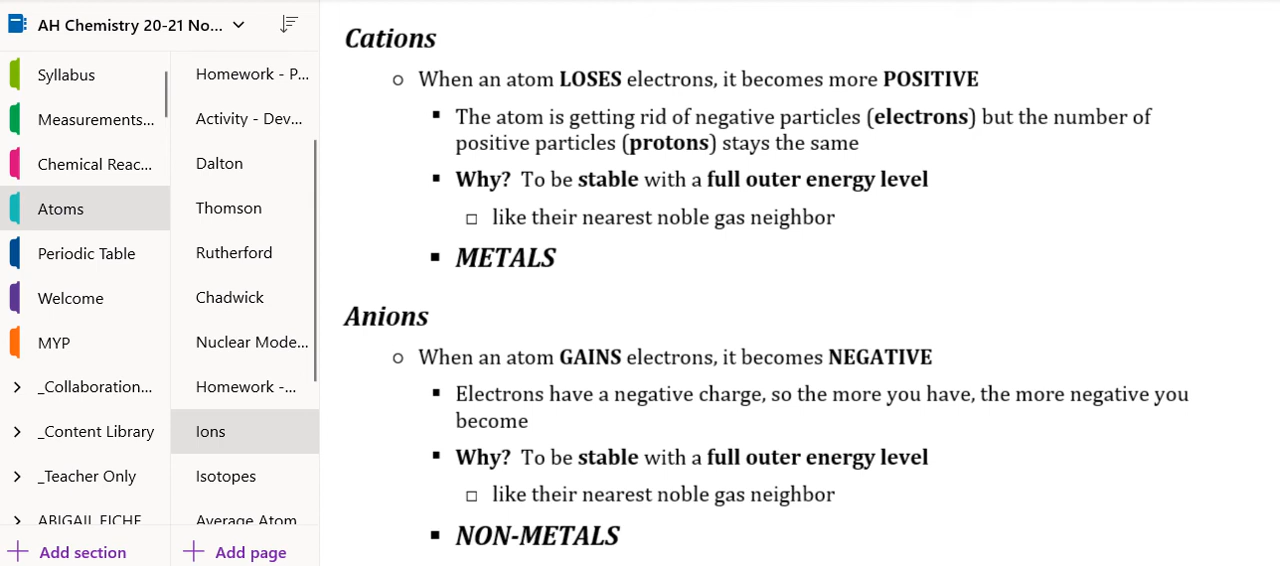 AH Chemistry 20-21 No...
Syllabus
Measurements...
Chemical Reac...
Atoms
Periodic Table
Welcome
MYP
_Collaboration...
_Content Library
_Teacher Only
ABIGAIL EICHE
Add section
Homework - P...
Activity - Dev...
Dalton
Thomson
Rutherford
Chadwick
Nuclear Mode...
Homework -...
Ions
Isotopes
Average Atom
Add page
Cations
When an atom LOSES electrons, it becomes more POSITIVE
The atom is getting rid of negative particles (electrons) but the number of
positive particles (protons) stays the same
Why? To be stable with a full outer energy level
like their nearest noble gas neighbor
METALS
Anions
When an atom GAINS electrons, it becomes NEGATIVE
Electrons have a negative charge, so the more you have, the more negative you
become
Why? To be stable with a full outer energy level
like their nearest noble gas neighbor
NON-METALS